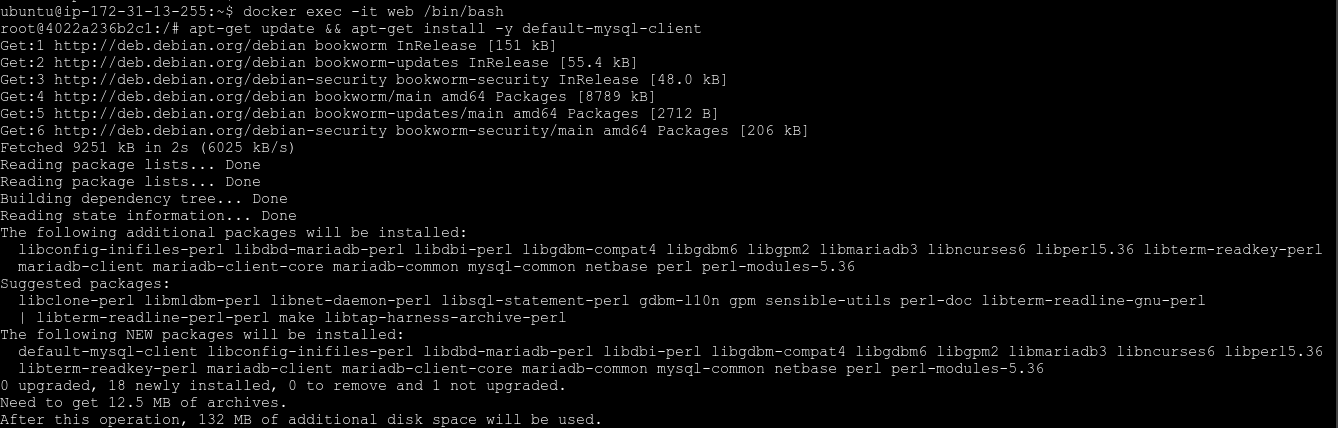 ubuntu@ip-172-31-13-255:~$ docker exec -it web /bin/bash
root@4022a236b2c1:/# apt-get update && apt-get install -y default-mysql-client
Get:1 http://deb.debian.org/debian bookworm InRelease [151 kB]
Get:2 http://deb.debian.org/debian bookworm-updates InRelease [55.4 kB]
Get:3 http://deb.debian.org/debian-security bookworm-security InRelease [48.0 kB]
Get:4 http://deb.debian.org/debian bookworm/main amd64 Packages [8789 kB]
Get:5 http://deb.debian.org/debian bookworm-updates/main amd64 Packages [2712 B]
Get:6 http://deb.debian.org/debian-security bookworm-security/main amd64 Packages [206 kB]
Fetched 9251 kB in 2s (6025 kB/s)
Reading package lists... Done
Reading package lists... Done
Building dependency tree... Done
Reading state information... Done
The following additional packages will be installed:
  libconfig-inifiles-perl libdbd-mariadb-perl libdbi-perl libgdbm-compat4 libgdbm6 libgpm2 libmariadb3 libncurses6 libperl5.36 libterm-readkey-perl
  mariadb-client mariadb-client-core mariadb-common mysql-common netbase perl perl-modules-5.36
Suggested packages:
  libclone-perl libmldbm-perl libnet-daemon-perl libsql-statement-perl gdbm-l10n gpm sensible-utils perl-doc libterm-readline-gnu-perl
  | libterm-readline-perl-perl make libtap-harness-archive-perl
The following NEW packages will be installed:
  default-mysql-client libconfig-inifiles-perl libdbd-mariadb-perl libdbi-perl libgdbm-compat4 libgdbm6 libgpm2 libmariadb3 libncurses6 libperl5.36
  libterm-readkey-perl mariadb-client mariadb-client-core mariadb-common mysql-common netbase perl perl-modules-5.36
0 upgraded, 18 newly installed, 0 to remove and 1 not upgraded.
Need to get 12.5 MB of archives.
After this operation, 132 MB of additional disk space will be used.